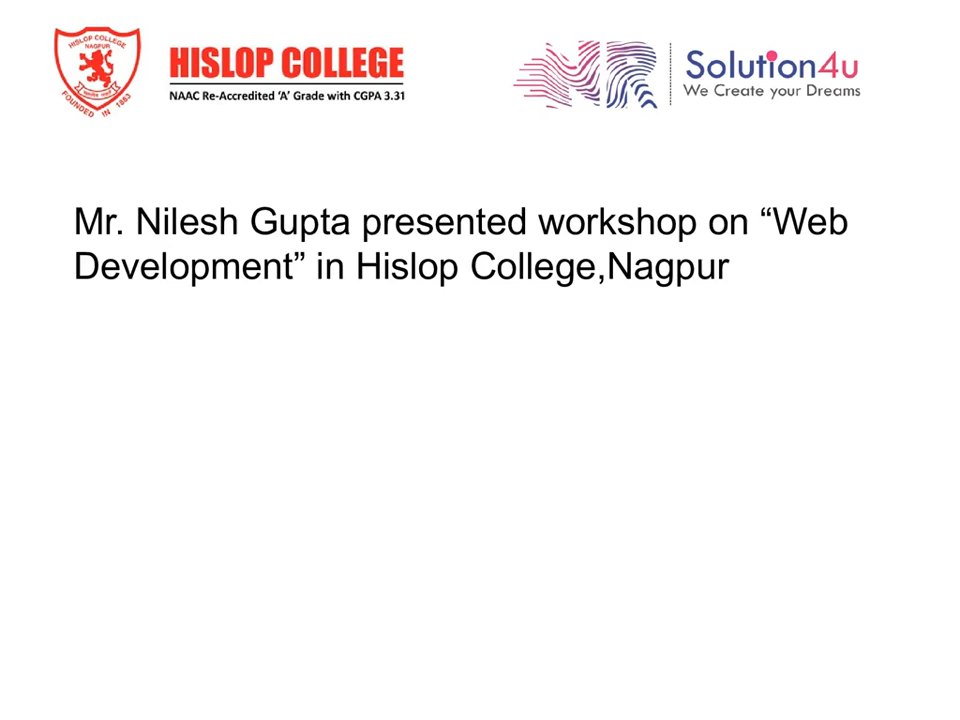 HISLOP COLLEGE
NAGPUR
FOUNDED IN 1883
HISLOP COLLEGE
NAAC Re-Accredited ‘A’ Grade with CGPA 3.31
NR
Solution4u
We Create your Dreams
Mr. Nilesh Gupta presented workshop on “Web
Development” in Hislop College,Nagpur